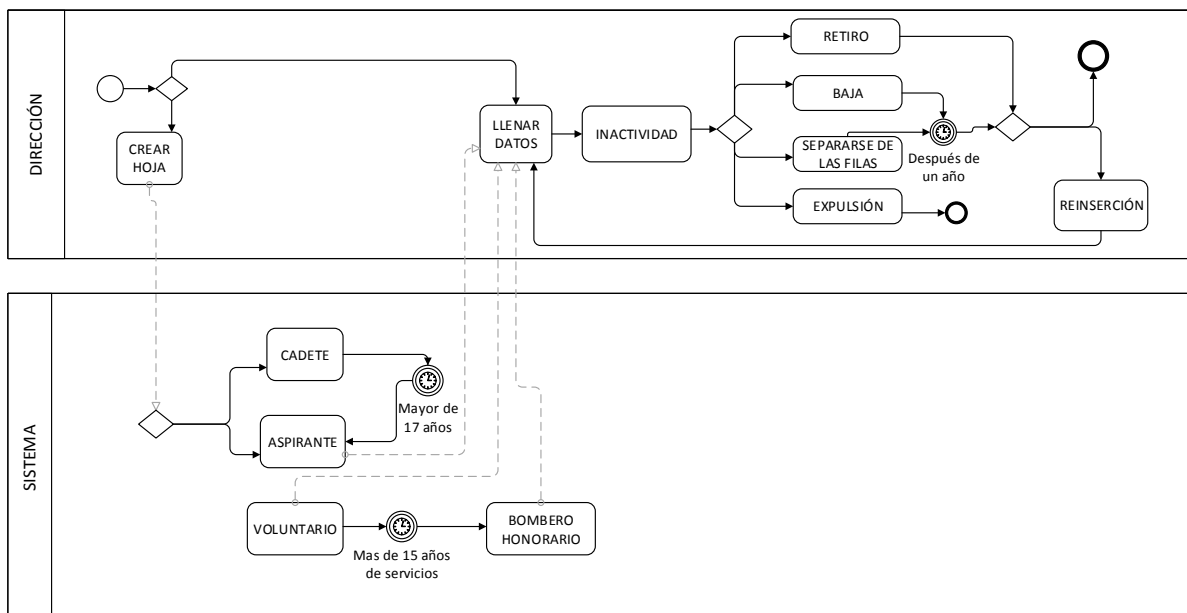 DIRECCIÓN
CREAR
HOJA
LLENAR
DATOS
INACTIVIDAD
RETIRO
BAJA
SEPARARSE DE
LAS FILAS
EXPULSIÓN
Después de
un año
REINSERCIÓN
SISTEMA
CADETE
Mayor de
17 años
ASPIRANTE
VOLUNTARIO
Mas de 15 años
de servicios
BOMBERO
HONORARIO